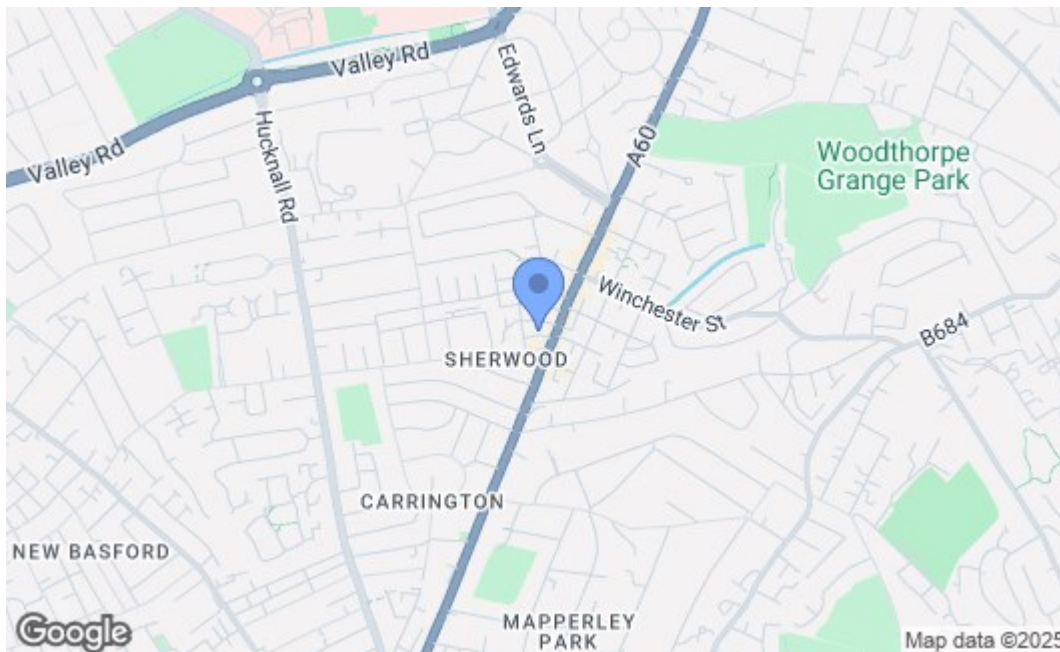 Valley Rd
Edwards Ln
A60
Valley Rd
Hucknall Rd
Woodthorpe
Grange Park
Winchester St
B684
SHERWOOD
CARRINGTON
NEW BASFORD
MAPPERLEY
PARK
Google
Map data ©2025